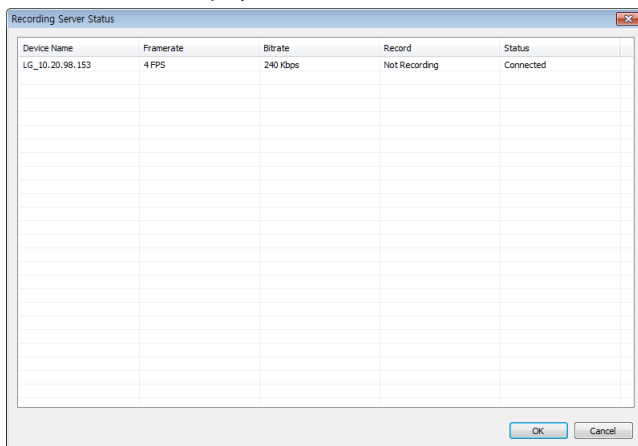 Recording Server Status
Device Name Framerate Bitrate Record Status
LG_10.20.98.153 4 FPS 240 Kbps Not Recording Connected
OK Cancel